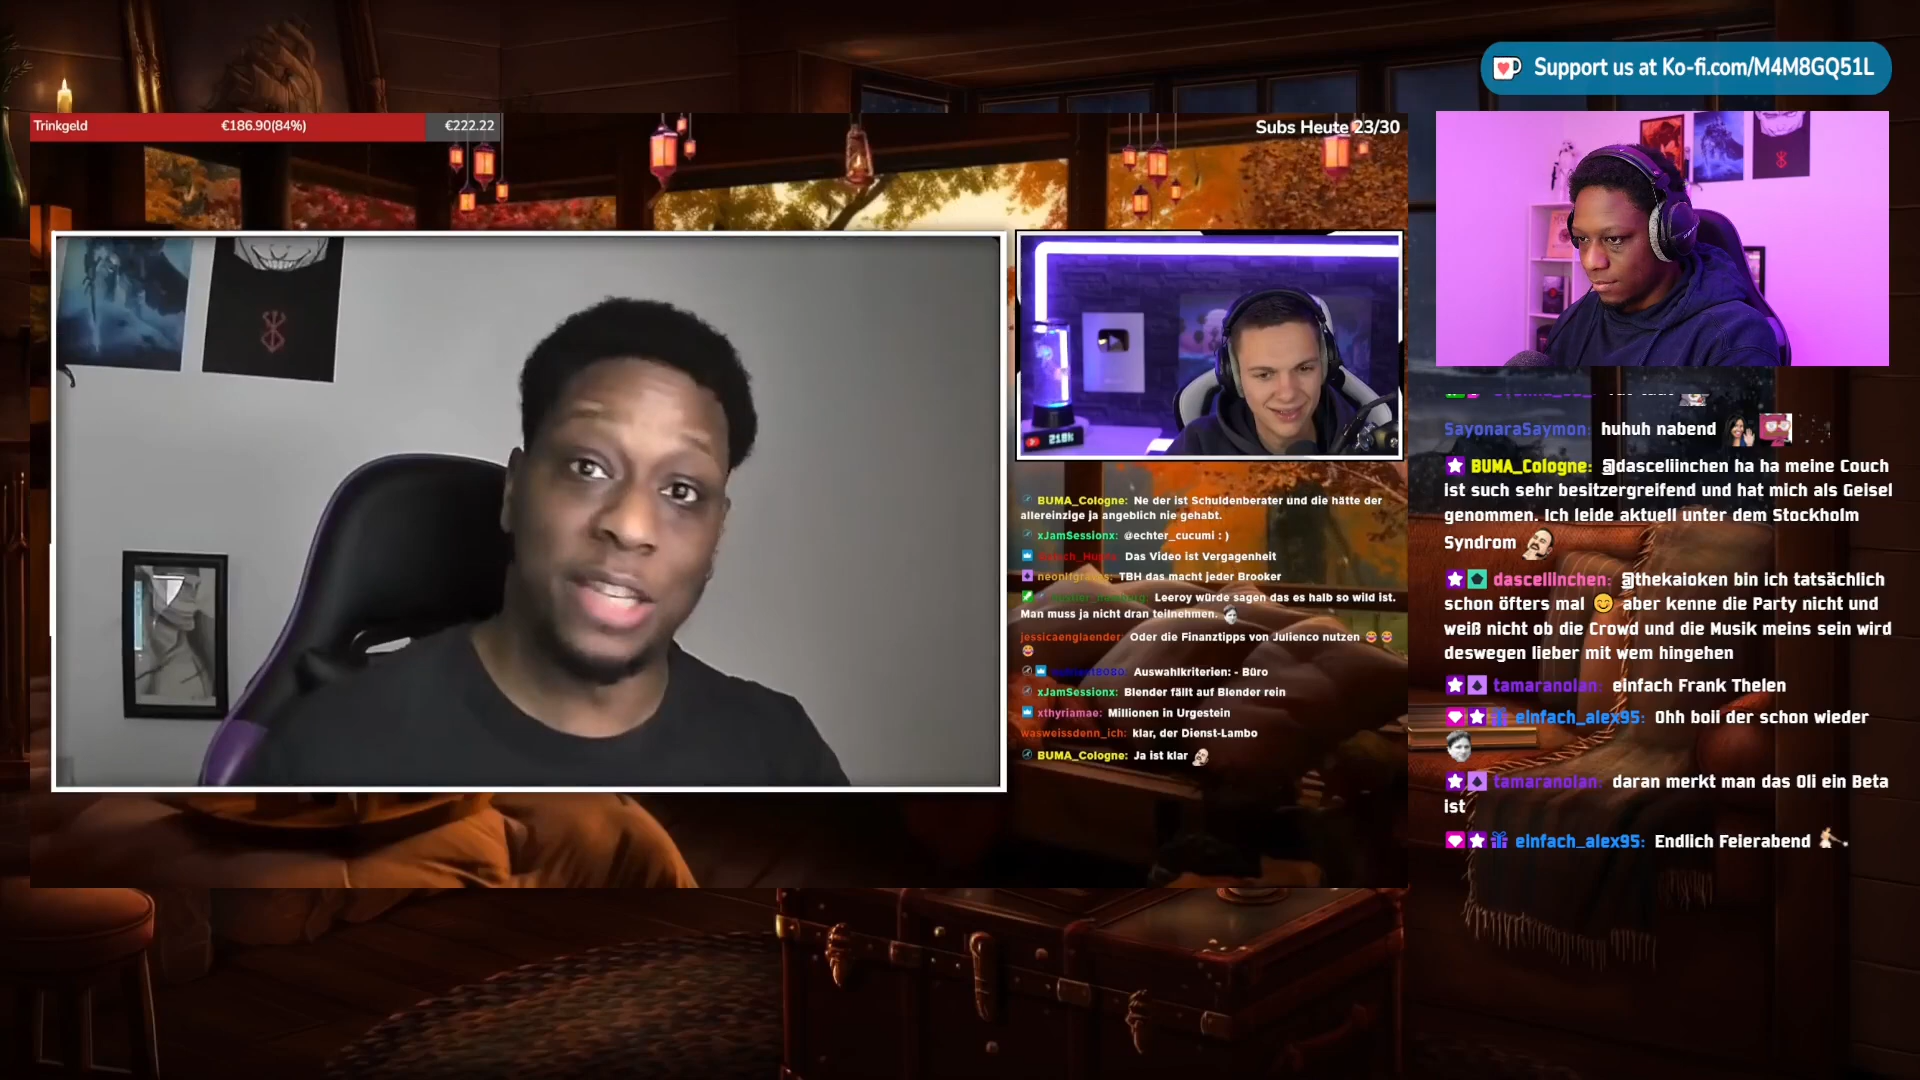 Support us at Ko-fi.com/M4M8GQ51L
Trinkgeld €186.90(84%) €222.22
Subs Heute 23/30
218k
BUMA_Cologne: Ne der ist Schuldenberater und die hätte der
allereinzige ja angeblich nie gehabt.
xJamSessionx: @echter_cucumi : )
Das Video ist Vergagenheit
TBH das macht jeder Brooker
Leeroy würde sagen das es halb so wild ist.
Man muss ja nicht dran teilnehmen.
jessicaenglaender: Oder die Finanztipps von Julienco nutzen
Auswahlkriterien: - Büro
xJamSessionx: Blender fällt auf Blender rein
xthyriamae: Millionen in Urgestein
wasweissdenn_ich: klar, der Dienst-Lambo
BUMA_Cologne: Ja ist klar
SayonaraSaymon: huhuh nabend
BUMA_Cologne: @dasceliinchen ha ha meine Couch
ist such sehr besitzergreifend und hat mich als Geisel
genommen. Ich leide aktuell unter dem Stockholm
Syndrom
dasceliinchen: @thekaioken bin ich tatsächlich
schon öfters mal aber kenne die Party nicht und
weiß nicht ob die Crowd und die Musik meins sein wird
deswegen lieber mit wem hingehen
tamaranolan: einfach Frank Thelen
einfach_alex95: Ohh boii der schon wieder
tamaranolan: daran merkt man das Oli ein Beta
ist
einfach_alex95: Endlich Feierabend